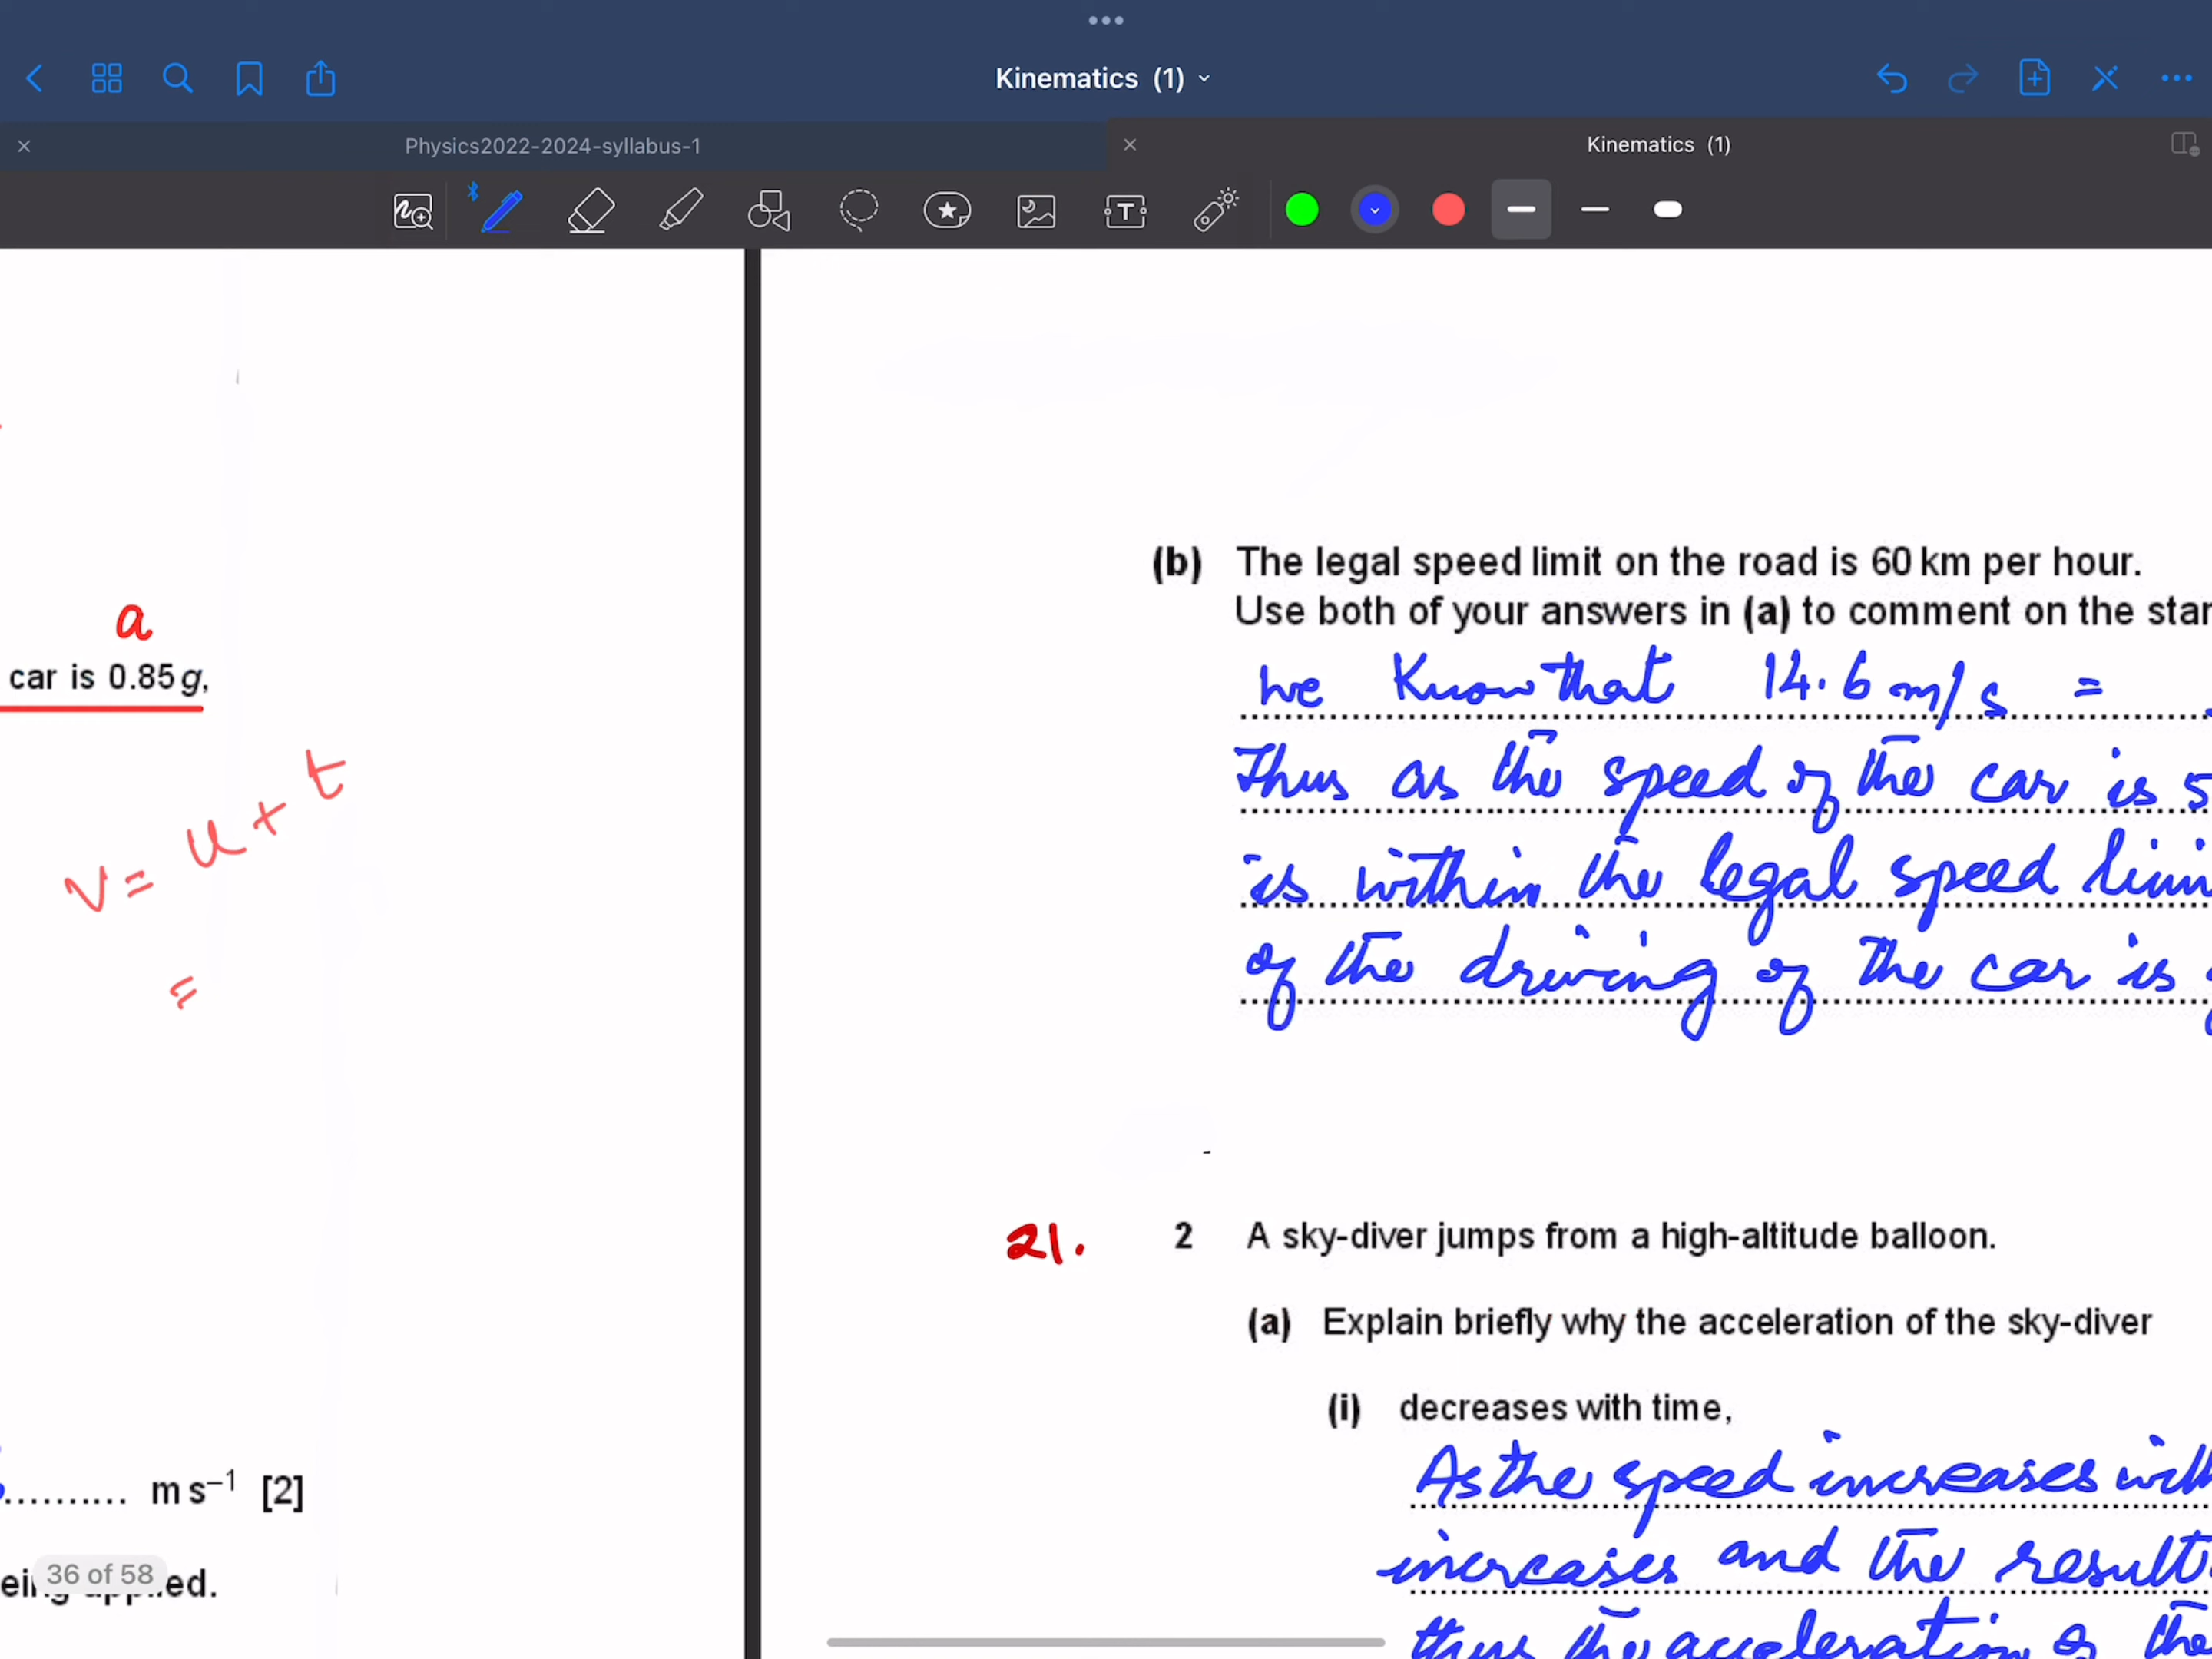 Kinematics (1)
Physics2022-2024-syllabus-1
Kinematics (1)
a
car is 0.85 g,
v = u + t
=
.......... m s⁻¹ [2]
36 of 58
ed.
(b) The legal speed limit on the road is 60 km per hour.
Use both of your answers in (a) to comment on the
we Know that 14.6 m/s =
Thus as the speed of the car is 5
is within the legal speed
of the driving of the car is
21. 2 A sky-diver jumps from a high-altitude balloon.
(a) Explain briefly why the acceleration of the sky-diver
(i) decreases with time,
As the speed increases
increases and the
thus the acceleration of the